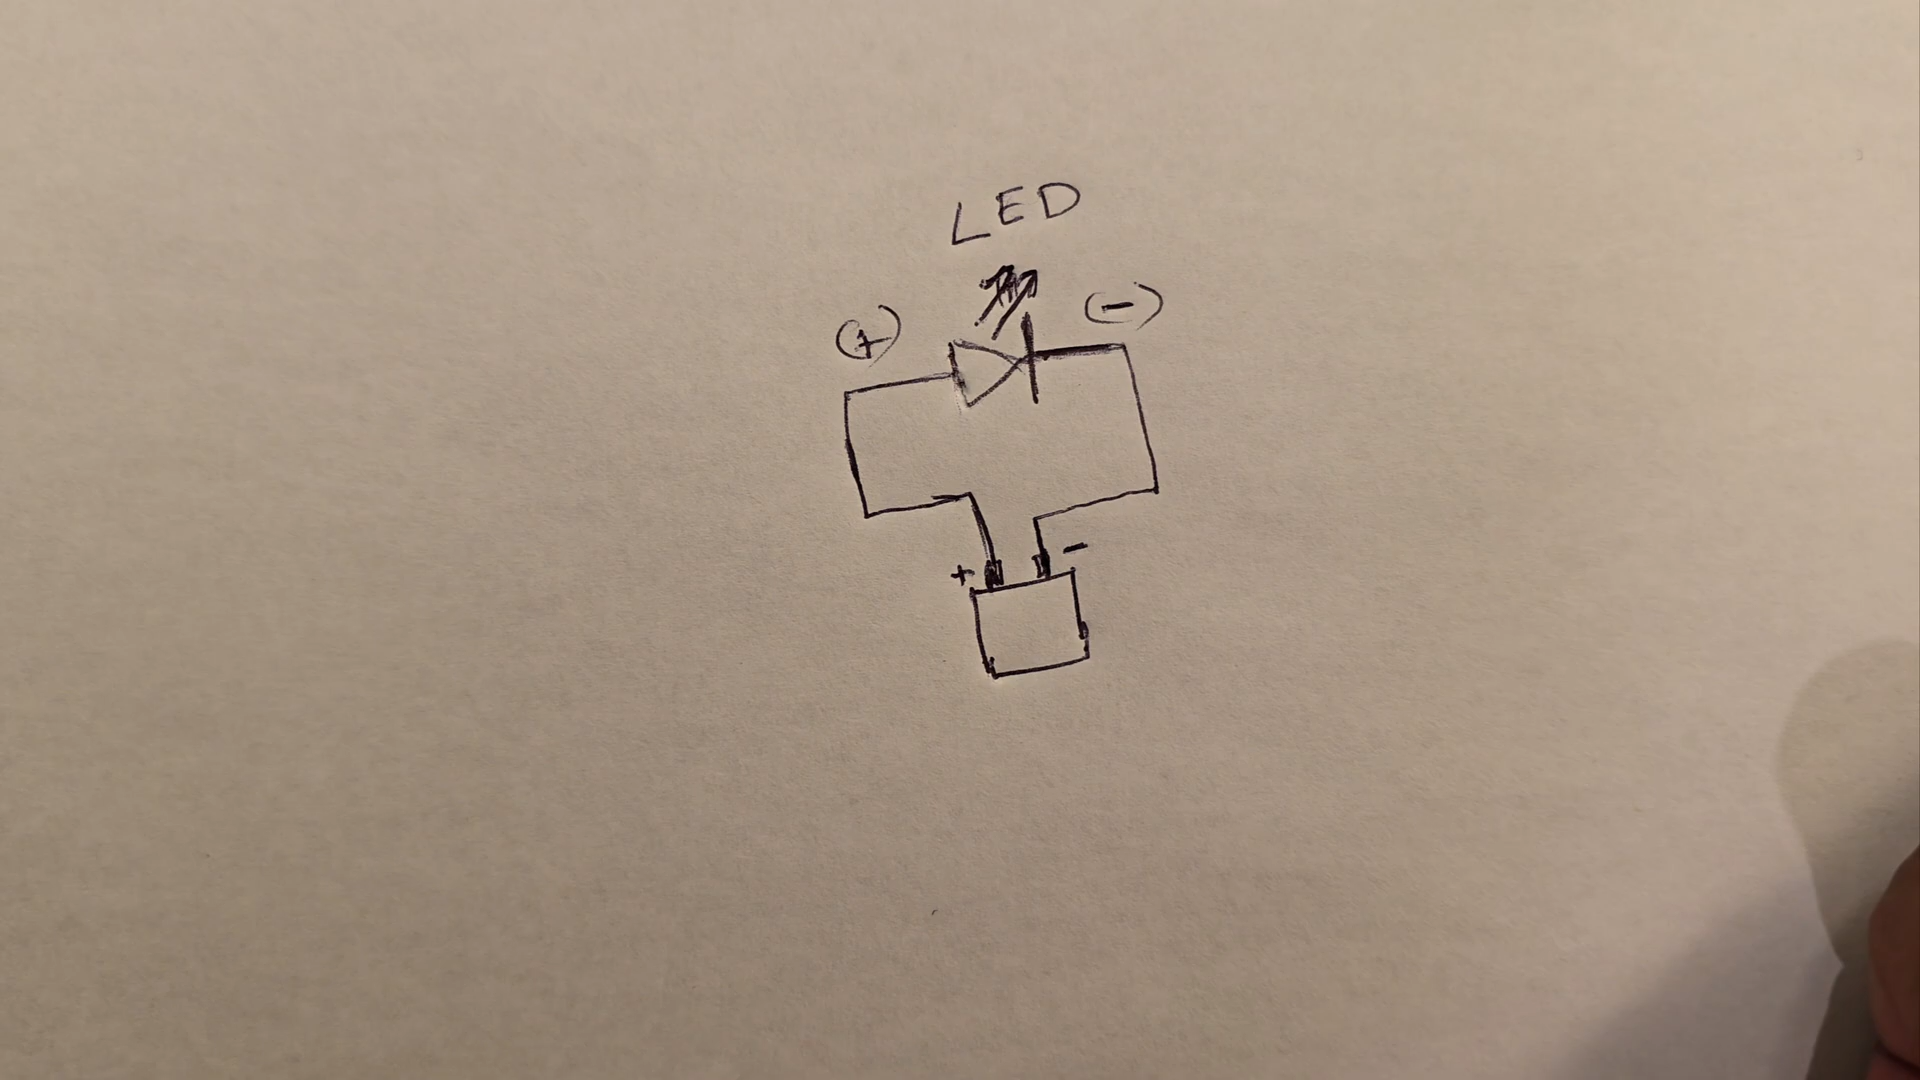 LED
(+) (-)
+ -